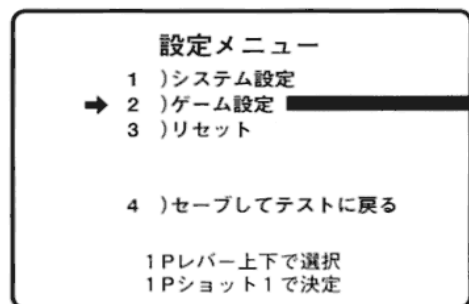 設定メニュー
1 )システム設定
➡ 2 )ゲーム設定
3 )リセット
4 )セーブしてテストに戻る
1Pレバー上下で選択
1Pショット1で決定